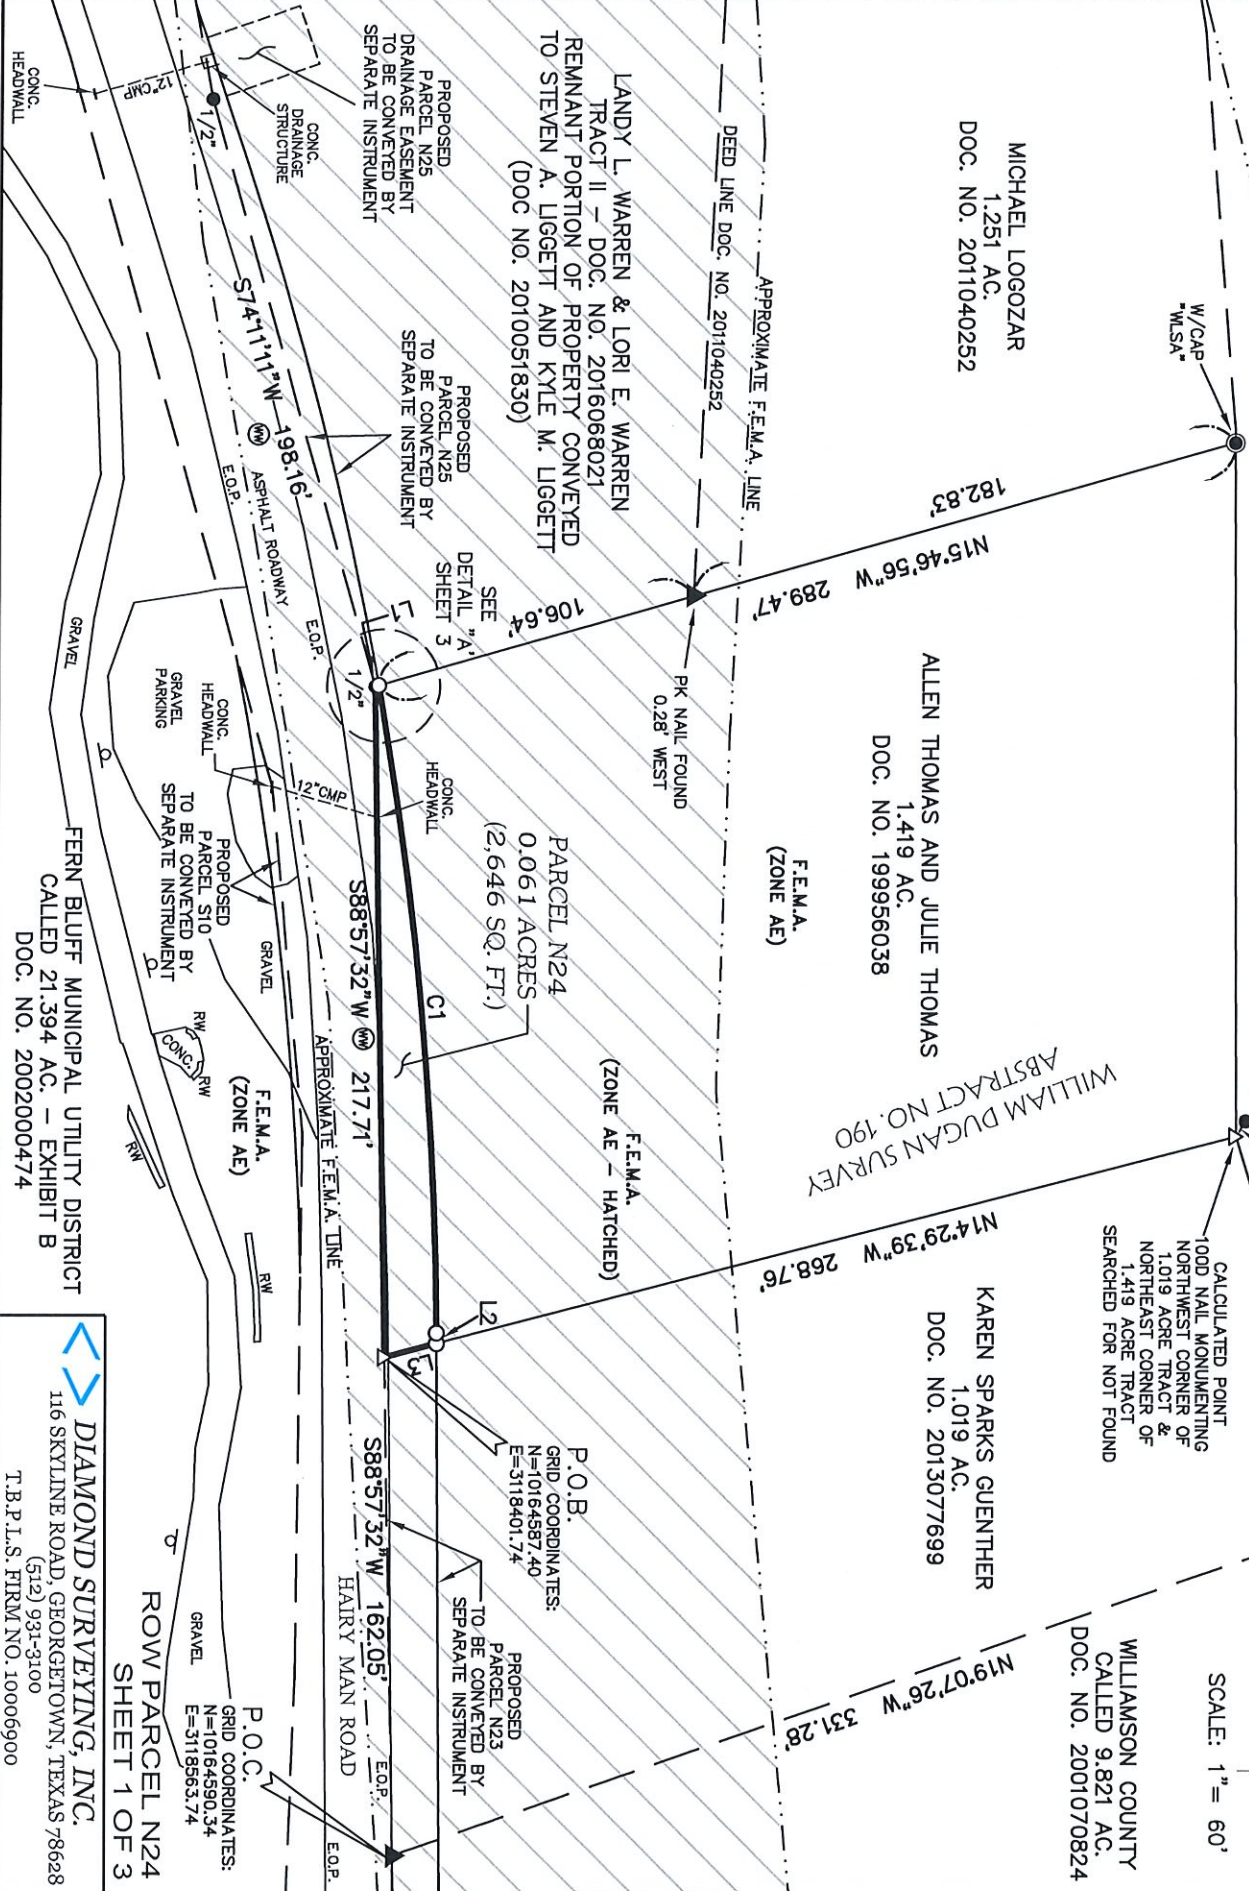 SCALE: 1"= 60'
W/CAP
"WLSA"
MICHAEL LOGOZAR
1.251 AC.
DOC. NO. 2011040252
182.83'
N15°46'56"W 289.47'
106.64'
ALLEN THOMAS AND JULIE THOMAS
1.419 AC.
DOC. NO. 199956038
WILLIAM DUGAN SURVEY
ABSTRACT NO. 190
CALCULATED POINT
100D NAIL MONUMENTING
NORTHWEST CORNER OF
1.019 ACRE TRACT &
NORTHEAST CORNER OF
1.419 ACRE TRACT
SEARCHED FOR NOT FOUND
N14°29'39"W 268.76'
KAREN SPARKS GUENTHER
1.019 AC.
DOC. NO. 2013077699
WILLIAMSON COUNTY
CALLED 9.821 AC.
DOC. NO. 2001070824
N19°07'26"W 331.28'
APPROXIMATE F.E.M.A. LINE
DEED LINE DOC. NO. 2011040252
F.E.M.A.
(ZONE AE)
PK NAIL FOUND
0.28' WEST
LANDY L. WARREN & LORI E. WARREN
TRACT II - DOC. NO. 2016068021
REMNANT PORTION OF PROPERTY CONVEYED
TO STEVEN A. LIGGETT AND KYLE M. LIGGETT
(DOC NO. 2010051830)
F.E.M.A.
(ZONE AE - HATCHED)
PARCEL N24
0.061 ACRES
(2,646 SQ. FT.)
P.O.B.
GRID COORDINATES:
N=10164587.40
E=3118401.74
SEE
DETAIL "A"
SHEET 3
PROPOSED
PARCEL N25
DRAINAGE EASEMENT
TO BE CONVEYED BY
SEPARATE INSTRUMENT
PROPOSED
PARCEL N25
TO BE CONVEYED BY
SEPARATE INSTRUMENT
CONC.
HEADWALL
C1
L1
L2
L3
1/2"
PROPOSED
PARCEL N23
TO BE CONVEYED BY
SEPARATE INSTRUMENT
CONC.
DRAINAGE
STRUCTURE
1/2"
12"CMP
CONC.
HEADWALL
S74°11'11"W 198.16'
WW
E.O.P.
ASPHALT ROADWAY
E.O.P.
S88°57'32"W 217.71'
WW
S88°57'32"W 162.05'
HAIRY MAN ROAD
E.O.P.
E.O.P.
12"CMP
CONC.
HEADWALL
GRAVEL
PARKING
GRAVEL
GRAVEL
PROPOSED
PARCEL S10
TO BE CONVEYED BY
SEPARATE INSTRUMENT
APPROXIMATE F.E.M.A. LINE
F.E.M.A.
(ZONE AE)
RW
CONC.
RW
RW
RW
GRAVEL
P.O.C.
GRID COORDINATES:
N=10164590.34
E=3118563.74
FERN BLUFF MUNICIPAL UTILITY DISTRICT
CALLED 21.394 AC. - EXHIBIT B
DOC. NO. 2002000474
ROW PARCEL N24
SHEET 1 OF 3
DIAMOND SURVEYING, INC.
116 SKYLINE ROAD, GEORGETOWN, TEXAS 78628
(512) 931-3100
T.B.P.L.S. FIRM NO. 10006900